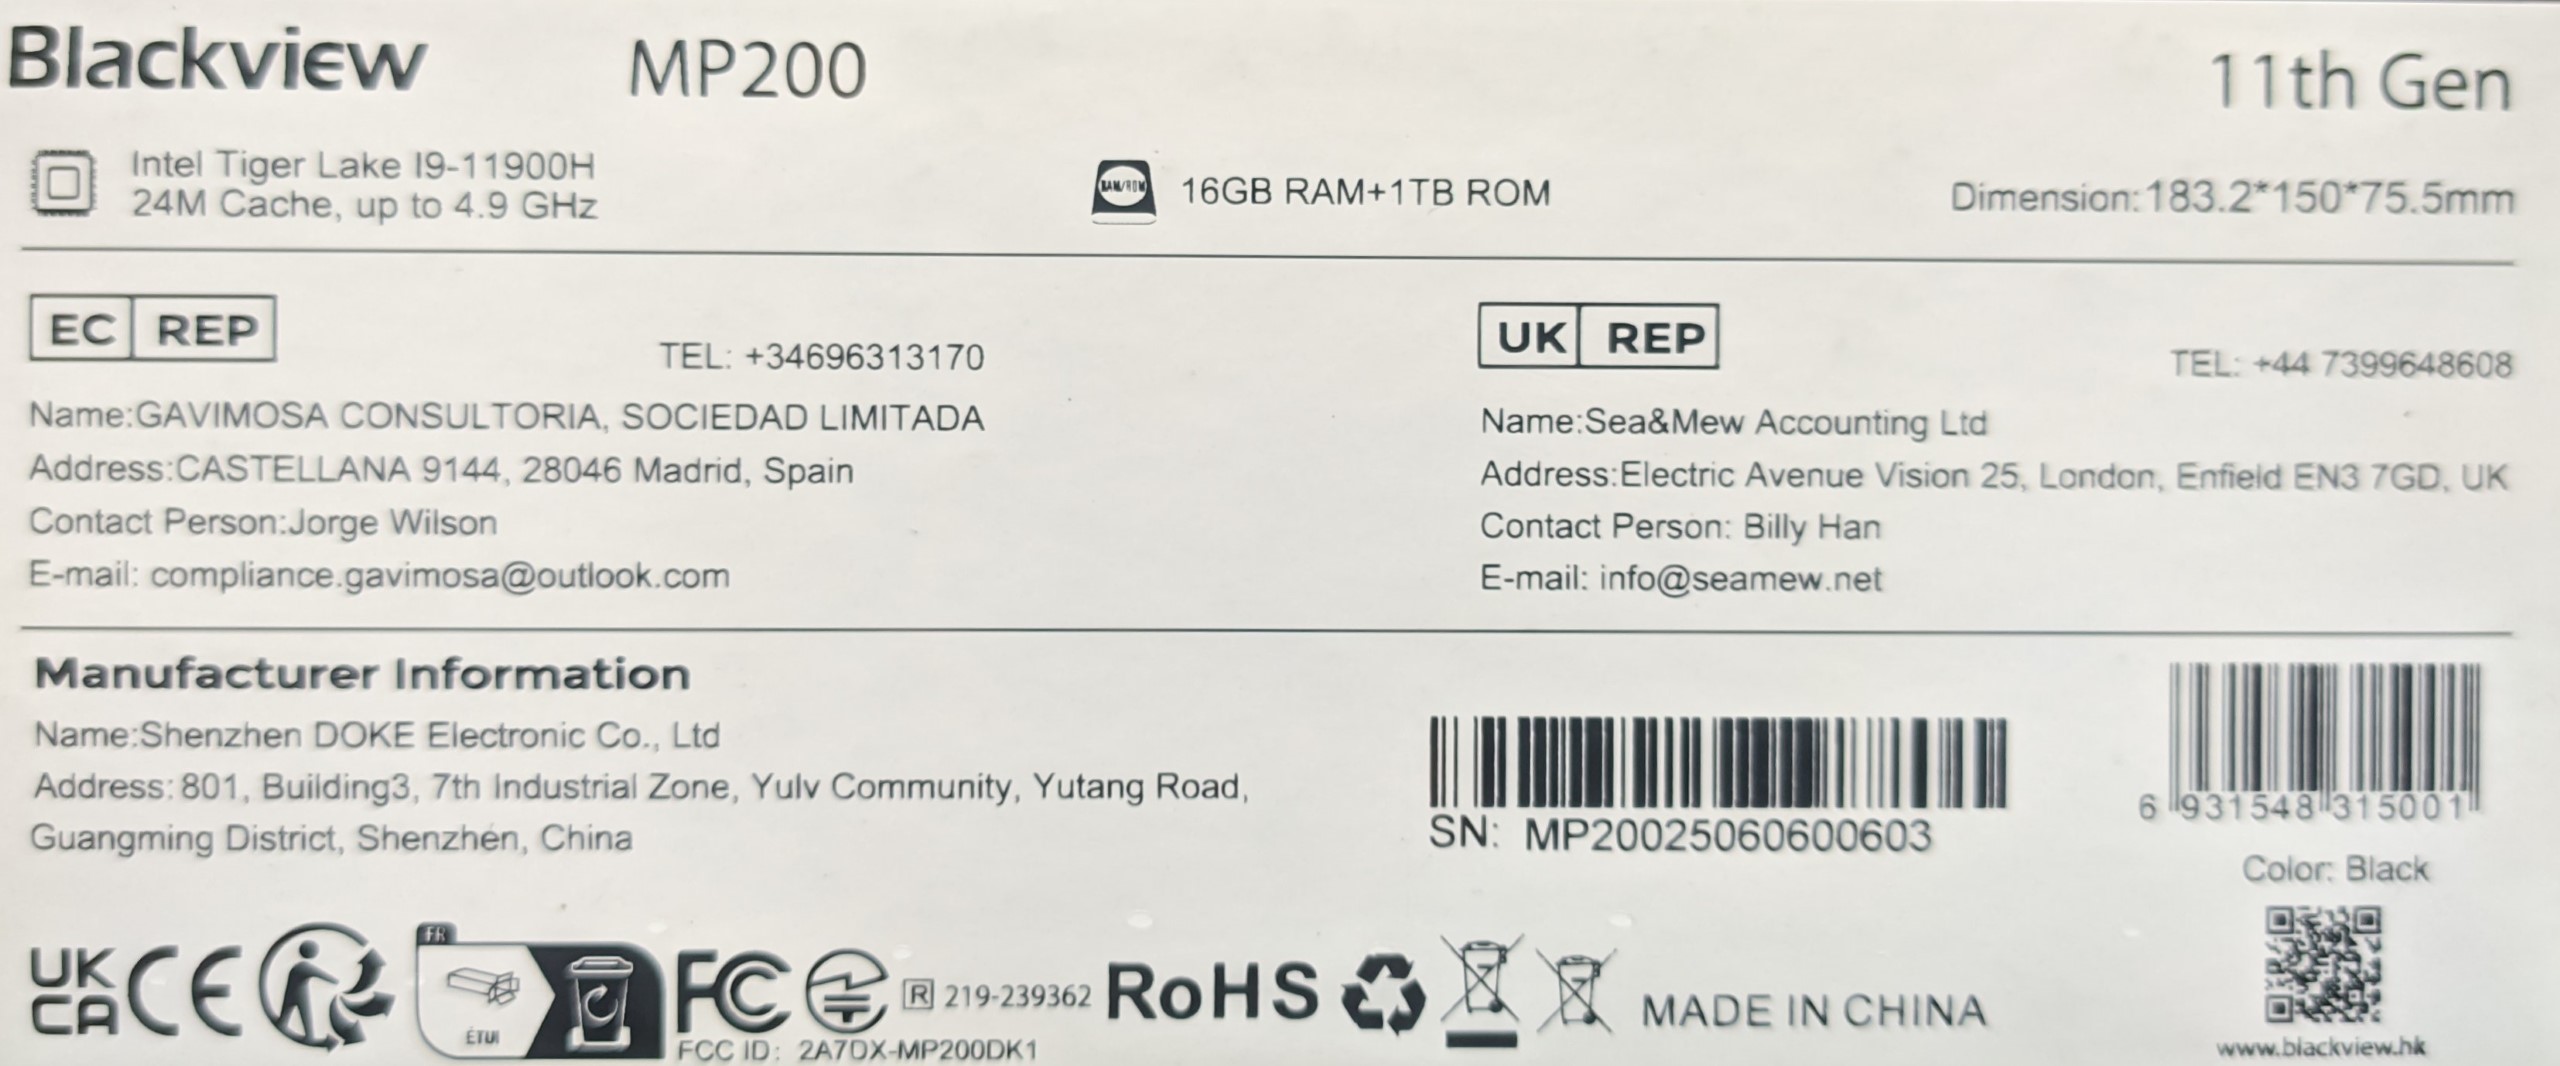 Blackview MP200 11th Gen
Intel Tiger Lake I9-11900H
24M Cache, up to 4.9 GHz
RAM/ROM
16GB RAM+1TB ROM
Dimension:183.2*150*75.5mm
EC REP
TEL: +34696313170
Name:GAVIMOSA CONSULTORIA, SOCIEDAD LIMITADA
Address:CASTELLANA 9144, 28046 Madrid, Spain
Contact Person:Jorge Wilson
E-mail: compliance.gavimosa@outlook.com
UK REP
TEL: +44 7399648608
Name:Sea&Mew Accounting Ltd
Address:Electric Avenue Vision 25, London, Enfield EN3 7GD, UK
Contact Person: Billy Han
E-mail: info@seamew.net
Manufacturer Information
Name:Shenzhen DOKE Electronic Co., Ltd
Address:801, Building3, 7th Industrial Zone, Yulv Community, Yutang Road,
Guangming District, Shenzhen, China
SN: MP20025060600603
6 931548 315001
Color: Black
UK
CA
CE
FR
ÉTUI
FC
R 219-239362
FCC ID: 2A7DX-MP200DK1
RoHS
MADE IN CHINA
www.blackview.hk